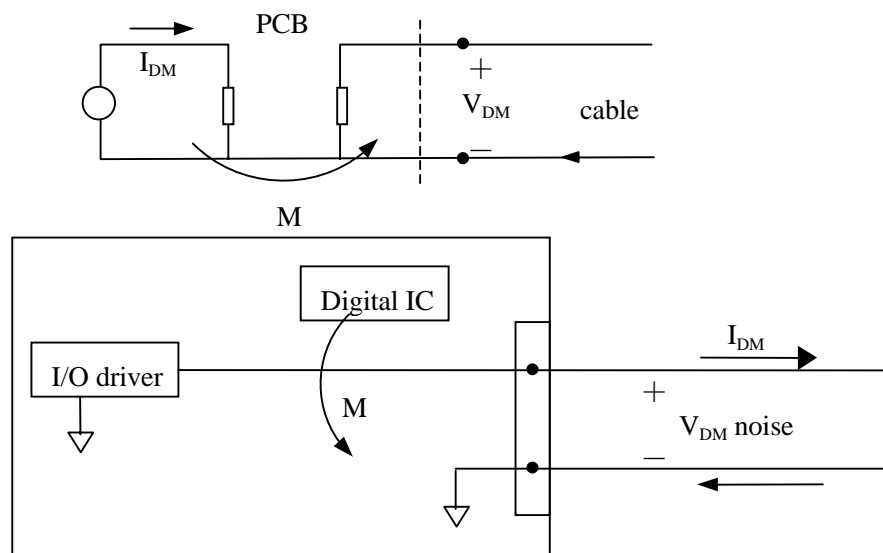 PCB
I_DM
+
V_DM
−
cable
M
Digital IC
I/O driver
M
I_DM
+
V_DM noise
−